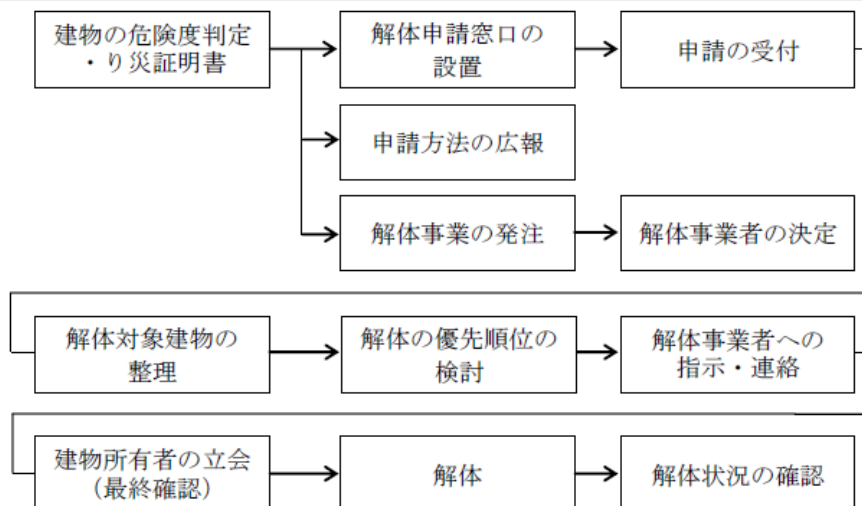 建物の危険度判定
・り災証明書
解体申請窓口の
設置
申請の受付
申請方法の広報
解体事業の発注
解体事業者の決定
解体対象建物の
整理
解体の優先順位の
検討
解体事業者への
指示・連絡
建物所有者の立会
（最終確認）
解体
解体状況の確認